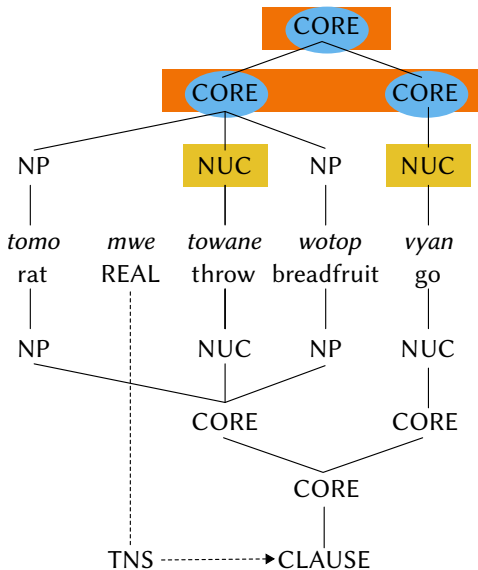 CORE
CORE CORE
NP NUC NP NUC
tomo mwe towane wotop vyan
rat REAL throw breadfruit go
NP NUC NP NUC
CORE CORE
CORE
TNS CLAUSE